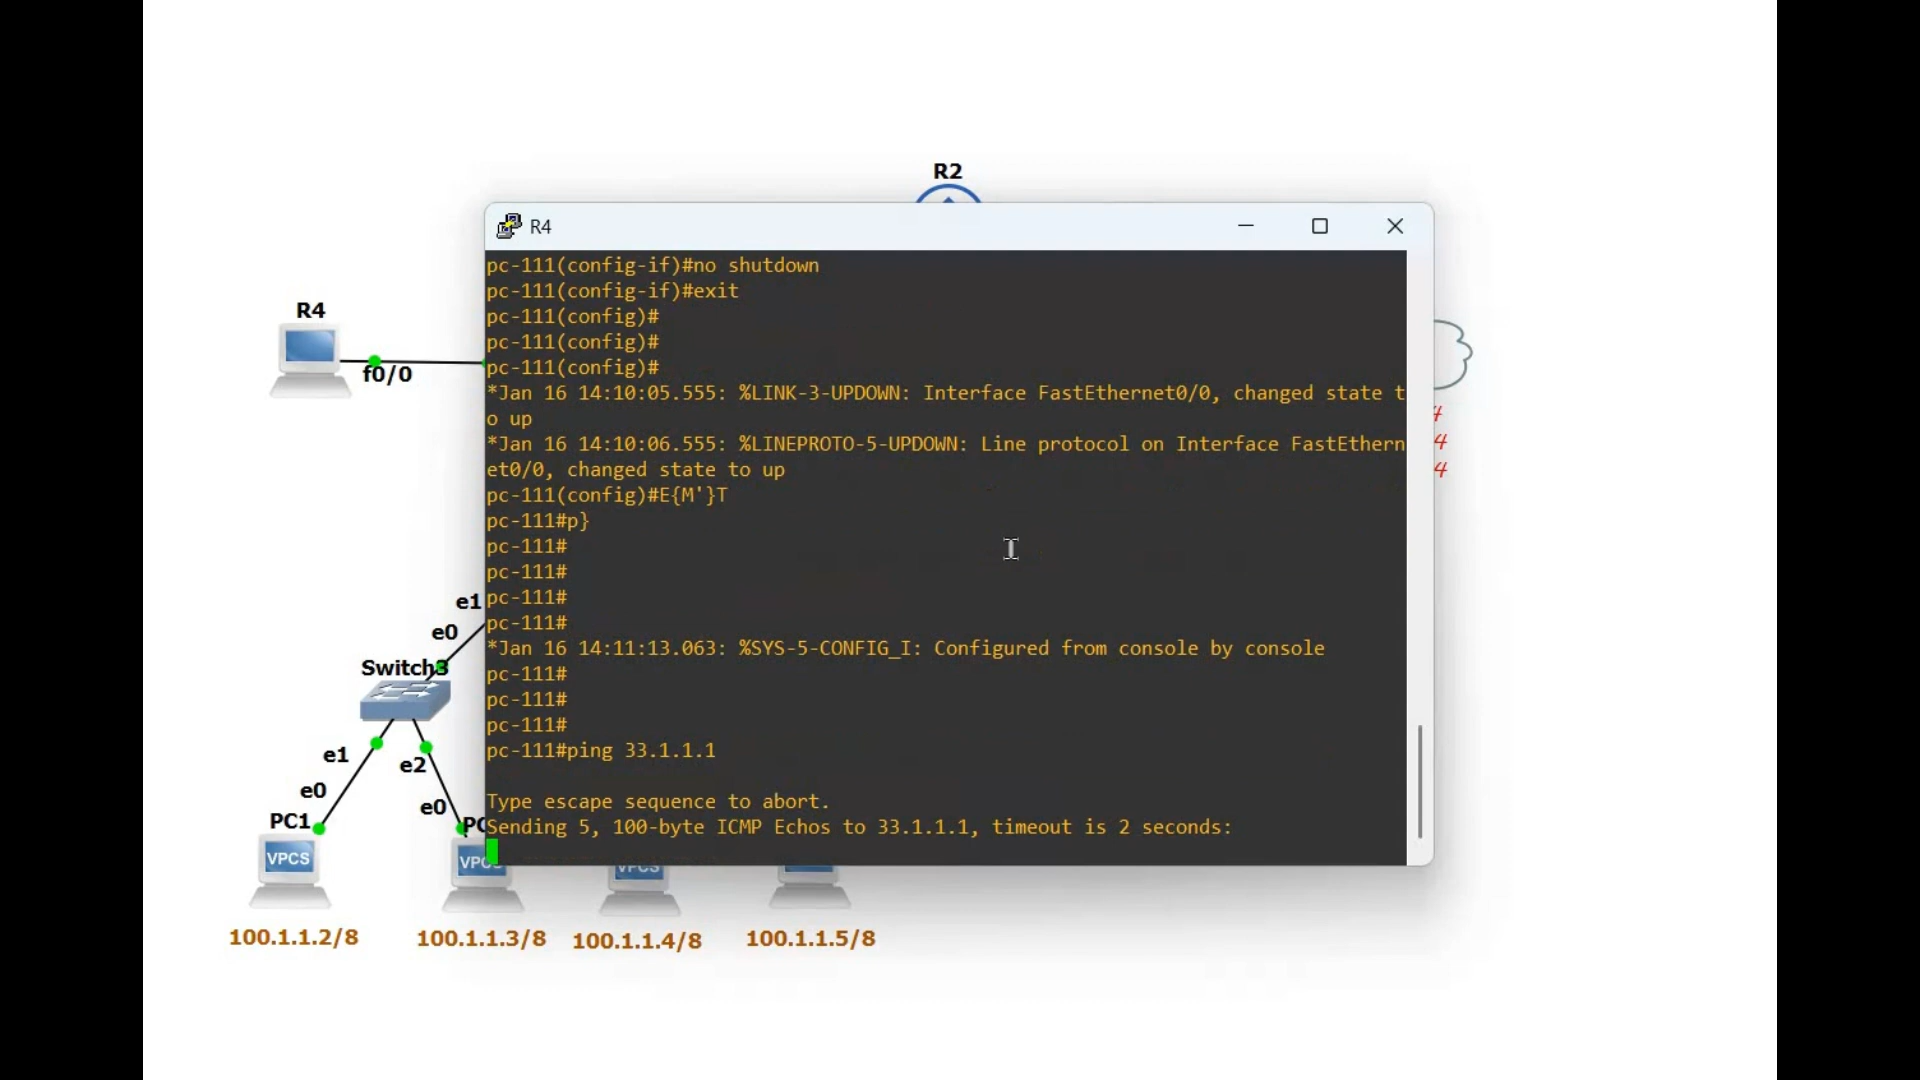 R2
R4
pc-111(config-if)#no shutdown
pc-111(config-if)#exit
pc-111(config)#
pc-111(config)#
pc-111(config)#
*Jan 16 14:10:05.555: %LINK-3-UPDOWN: Interface FastEthernet0/0, changed state t
o up
*Jan 16 14:10:06.555: %LINEPROTO-5-UPDOWN: Line protocol on Interface FastEthern
et0/0, changed state to up
pc-111(config)#E{M'}T
pc-111#p}
pc-111#
pc-111#
pc-111#
pc-111#
*Jan 16 14:11:13.063: %SYS-5-CONFIG_I: Configured from console by console
pc-111#
pc-111#
pc-111#
pc-111#ping 33.1.1.1
Type escape sequence to abort.
Sending 5, 100-byte ICMP Echos to 33.1.1.1, timeout is 2 seconds:
R4
f0/0
4
4
e1
e0
Switch3
e1
e2
e0
e0
PC1
PC
VPCS
VPCS
VPCS
100.1.1.2/8
100.1.1.3/8
100.1.1.4/8
100.1.1.5/8